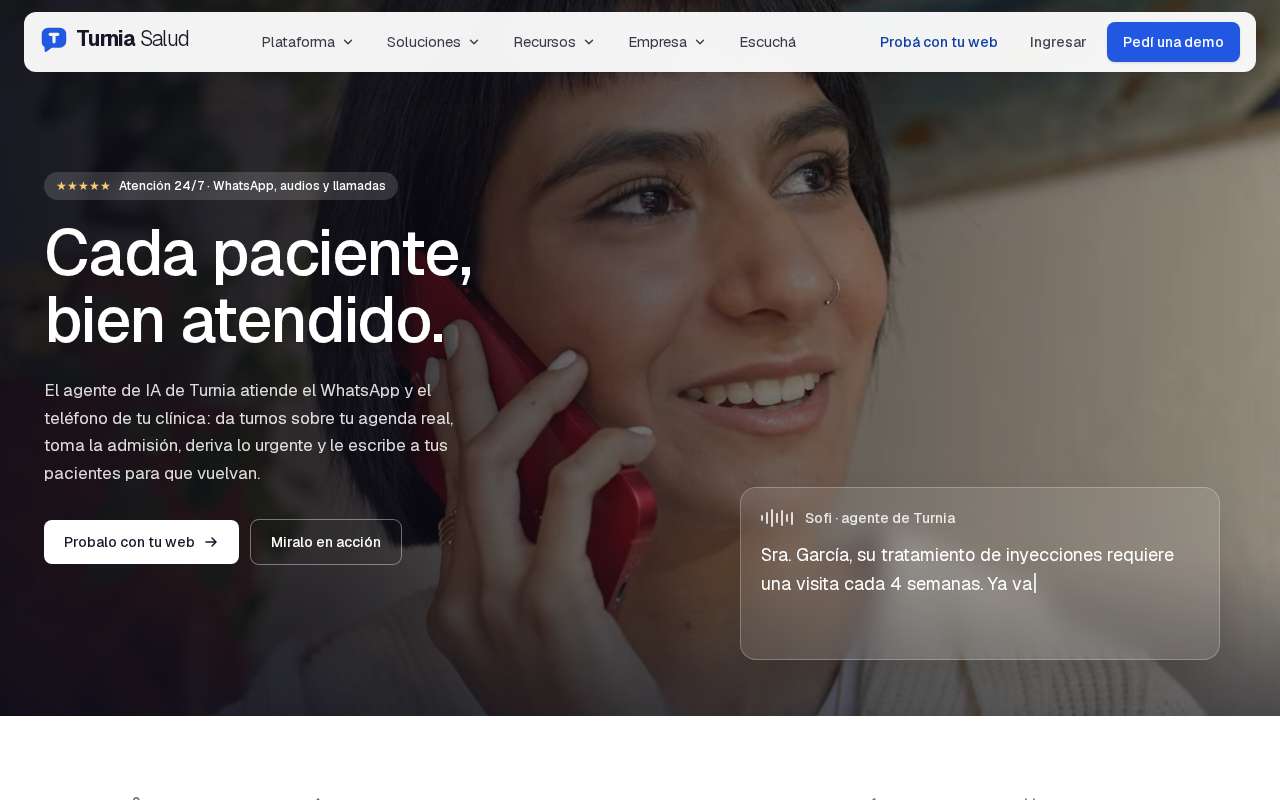 Turnia Salud
Plataforma
Soluciones
Recursos
Empresa
Escuchá
Probá con tu web
Ingresar
Pedí una demo
★★★★★ Atención 24/7 · WhatsApp, audios y llamadas
Cada paciente,
bien atendido.
El agente de IA de Turnia atiende el WhatsApp y el
teléfono de tu clínica: da turnos sobre tu agenda real,
toma la admisión, deriva lo urgente y le escribe a tus
pacientes para que vuelvan.
Probalo con tu web →
Miralo en acción
Sofi · agente de Turnia
Sra. García, su tratamiento de inyecciones requiere
una visita cada 4 semanas. Ya va